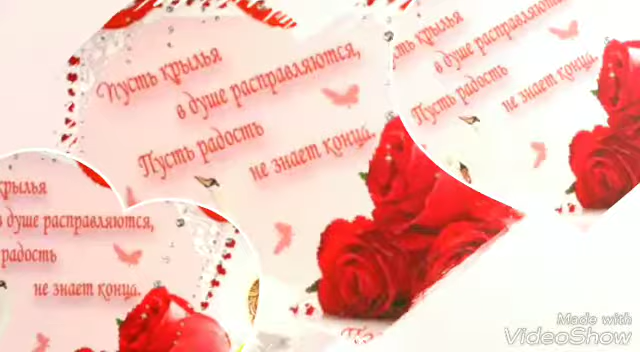 Пусть крылья
в душе расправляются,
Пусть радость
не знает конца.
сть крылья
в душе расправляются
Пусть радость
не знает конца.
крылья
в душе расправляются,
радость
не знает конца.
Made with
VideoShow